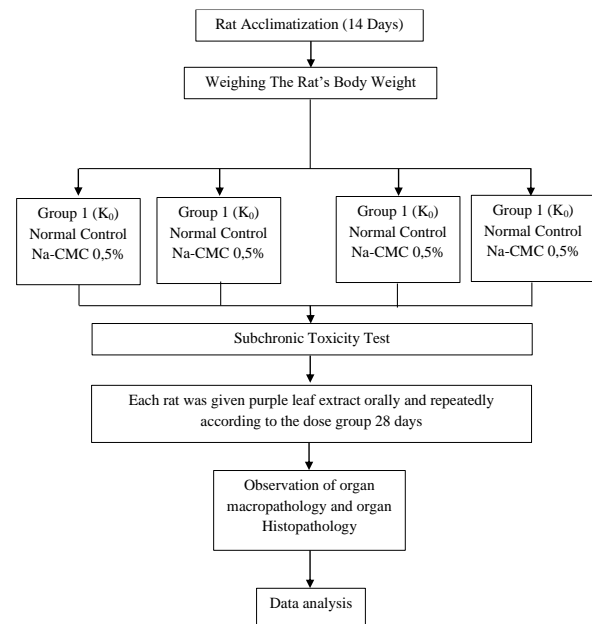 Rat Acclimatization (14 Days)
Weighing The Rat's Body Weight
Group 1 (K₀)
Normal Control
Na-CMC 0,5%
Group 1 (K₀)
Normal Control
Na-CMC 0,5%
Group 1 (K₀)
Normal Control
Na-CMC 0,5%
Group 1 (K₀)
Normal Control
Na-CMC 0,5%
Subchronic Toxicity Test
Each rat was given purple leaf extract orally and repeatedly
according to the dose group 28 days
Observation of organ
macropathology and organ
Histopathology
Data analysis